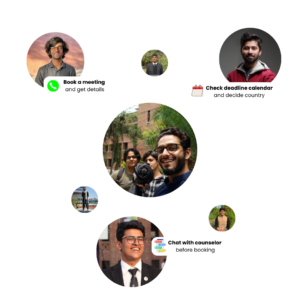 Book a meeting
and get details
Check deadline calendar
and decide country
Chat with counselor
before booking